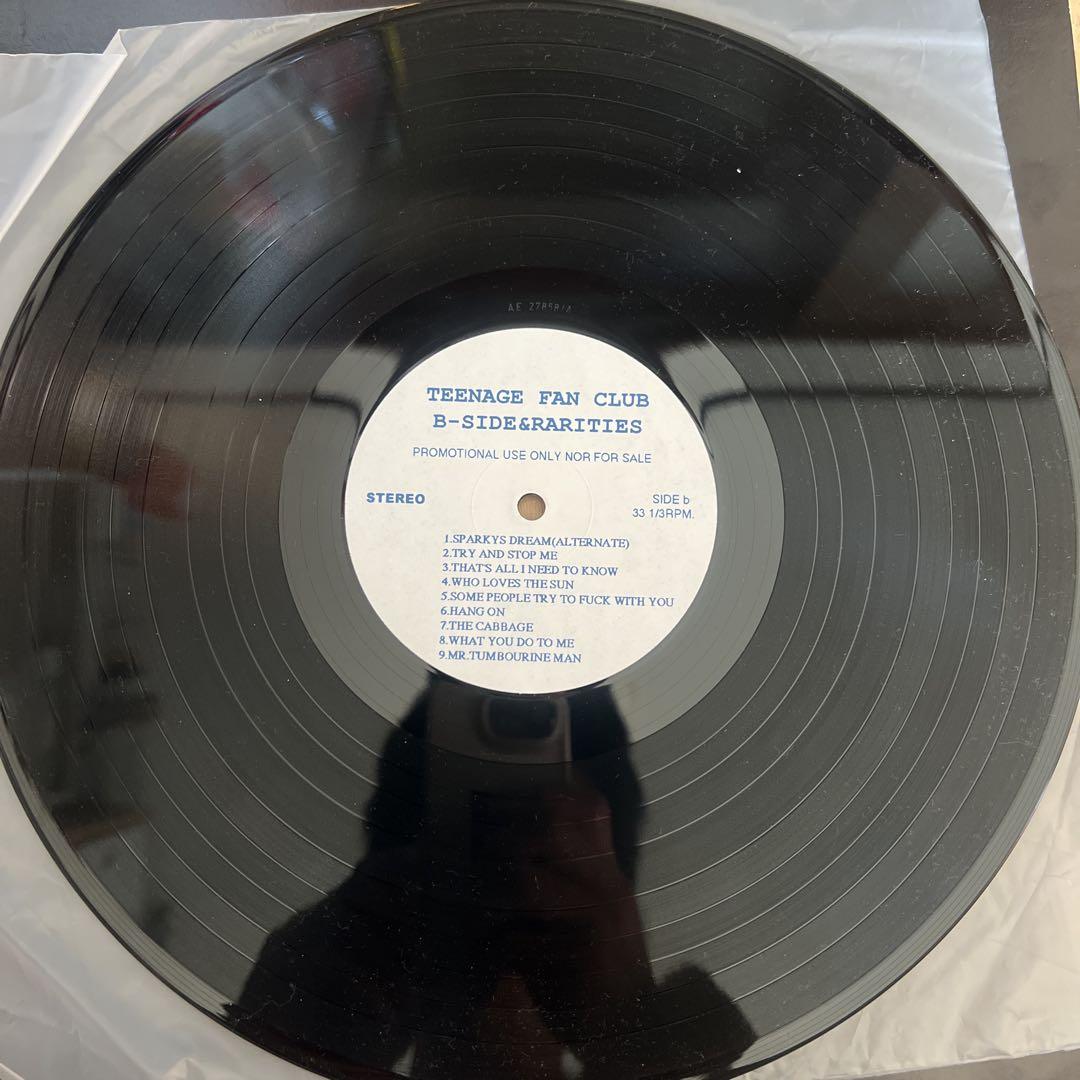 TEENAGE FAN CLUB
B-SIDE&RARITIES
PROMOTIONAL USE ONLY NOR FOR SALE
STEREO
SIDE b
33 1/3RPM.
1.SPARKYS DREAM(ALTERNATE)
2.TRY AND STOP ME
3.THAT'S ALL I NEED TO KNOW
4.WHO LOVES THE SUN
5.SOME PEOPLE TRY TO FUCK WITH YOU
6.HANG ON
7.THE CABBAGE
8.WHAT YOU DO TO ME
9.MR.TUMBOURINE MAN